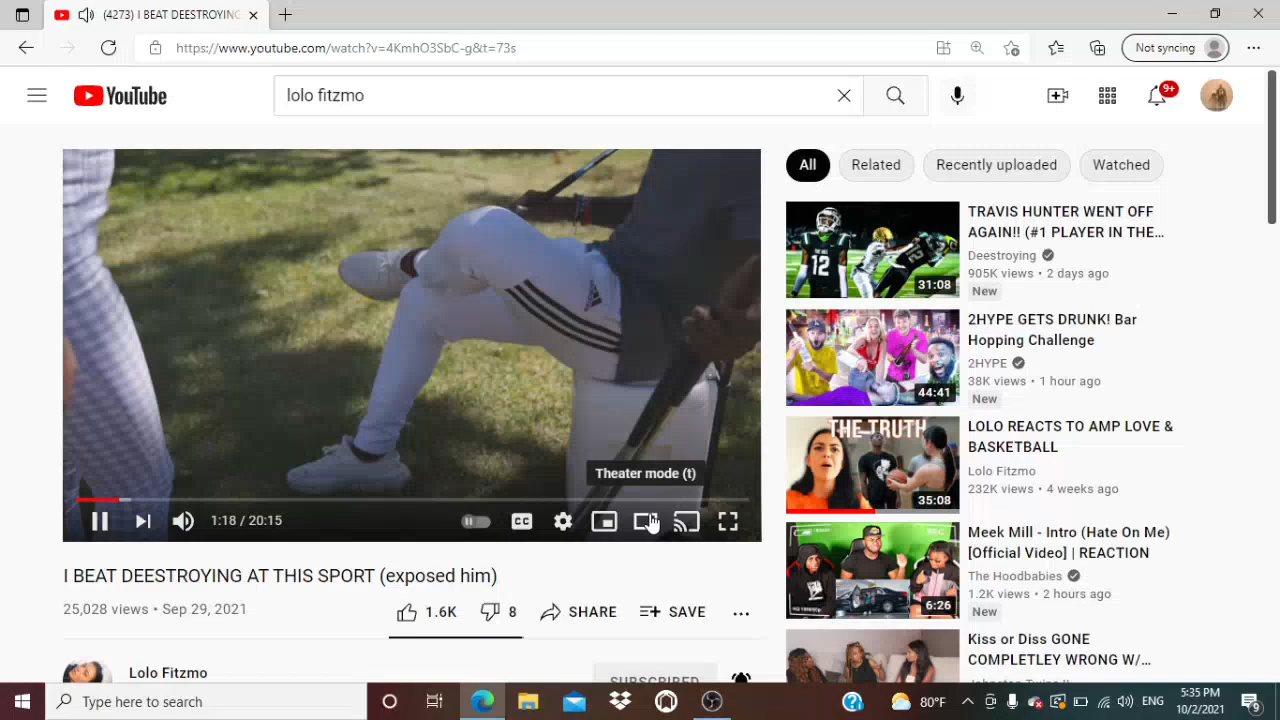 (4273) I BEAT DEESTROYING
https://www.youtube.com/watch?v=4KmhO3SbC-g&t=73s
Not syncing
YouTube
lolo fitzmo
9+
All
Related
Recently uploaded
Watched
TRAVIS HUNTER WENT OFF
AGAIN!! (#1 PLAYER IN THE...
Deestroying
905K views • 2 days ago
New
12
31:08
2HYPE GETS DRUNK! Bar
Hopping Challenge
2HYPE
38K views • 1 hour ago
New
44:41
THE TRUTH
35:08
LOLO REACTS TO AMP LOVE &
BASKETBALL
Lolo Fitzmo
232K views • 4 weeks ago
6:26
Meek Mill - Intro (Hate On Me)
[Official Video] | REACTION
The Hoodbabies
1.2K views • 2 hours ago
New
Kiss or Diss GONE
COMPLETLEY WRONG W/...
Theater mode (t)
1:18 / 20:15
CC
I BEAT DEESTROYING AT THIS SPORT (exposed him)
25,028 views • Sep 29, 2021
1.6K
8
SHARE
SAVE
Lolo Fitzmo
SUBSCRIBED
Type here to search
80°F
ENG
5:35 PM
10/2/2021
9